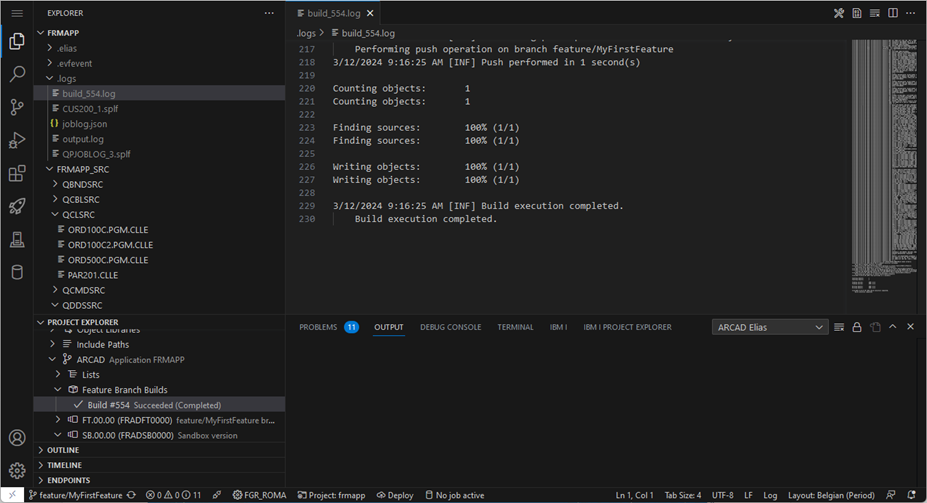 EXPLORER ···
FRMAPP
.elias
.evfevent
.logs
build_554.log
CUS200_1.splf
{} joblog.json
output.log
QPJOBLOG_3.splf
FRMAPP_SRC
QBNDSRC
QCBLSRC
QCLSRC
ORD100C.PGM.CLLE
ORD100C2.PGM.CLLE
ORD500C.PGM.CLLE
PAR201.CLLE
QCMDSRC
QDDSSRC
PROJECT EXPLORER
Object Libraries
Include Paths
ARCAD Application FRMAPP
Lists
Feature Branch Builds
Build #554 Succeeded (Completed)
FT.00.00 (FRADFT0000) feature/MyFirstFeature br...
SB.00.00 (FRADSB0000) Sandbox version
OUTLINE
TIMELINE
ENDPOINTS
build_554.log
.logs > build_554.log
217 Performing push operation on branch feature/MyFirstFeature
218 3/12/2024 9:16:25 AM [INF] Push performed in 1 second(s)
219
220 Counting objects: 1
221 Counting objects: 1
222
223 Finding sources: 100% (1/1)
224 Finding sources: 100% (1/1)
225
226 Writing objects: 100% (1/1)
227 Writing objects: 100% (1/1)
228
229 3/12/2024 9:16:25 AM [INF] Build execution completed.
230 Build execution completed.
PROBLEMS 11 OUTPUT DEBUG CONSOLE TERMINAL IBM I IBM I PROJECT EXPLORER ARCAD Elias
feature/MyFirstFeature 0 0 11 FGR_ROMA Project: frmapp Deploy No job active Ln 1, Col 1 Tab Size: 4 UTF-8 LF Log Layout: Belgian (Period)